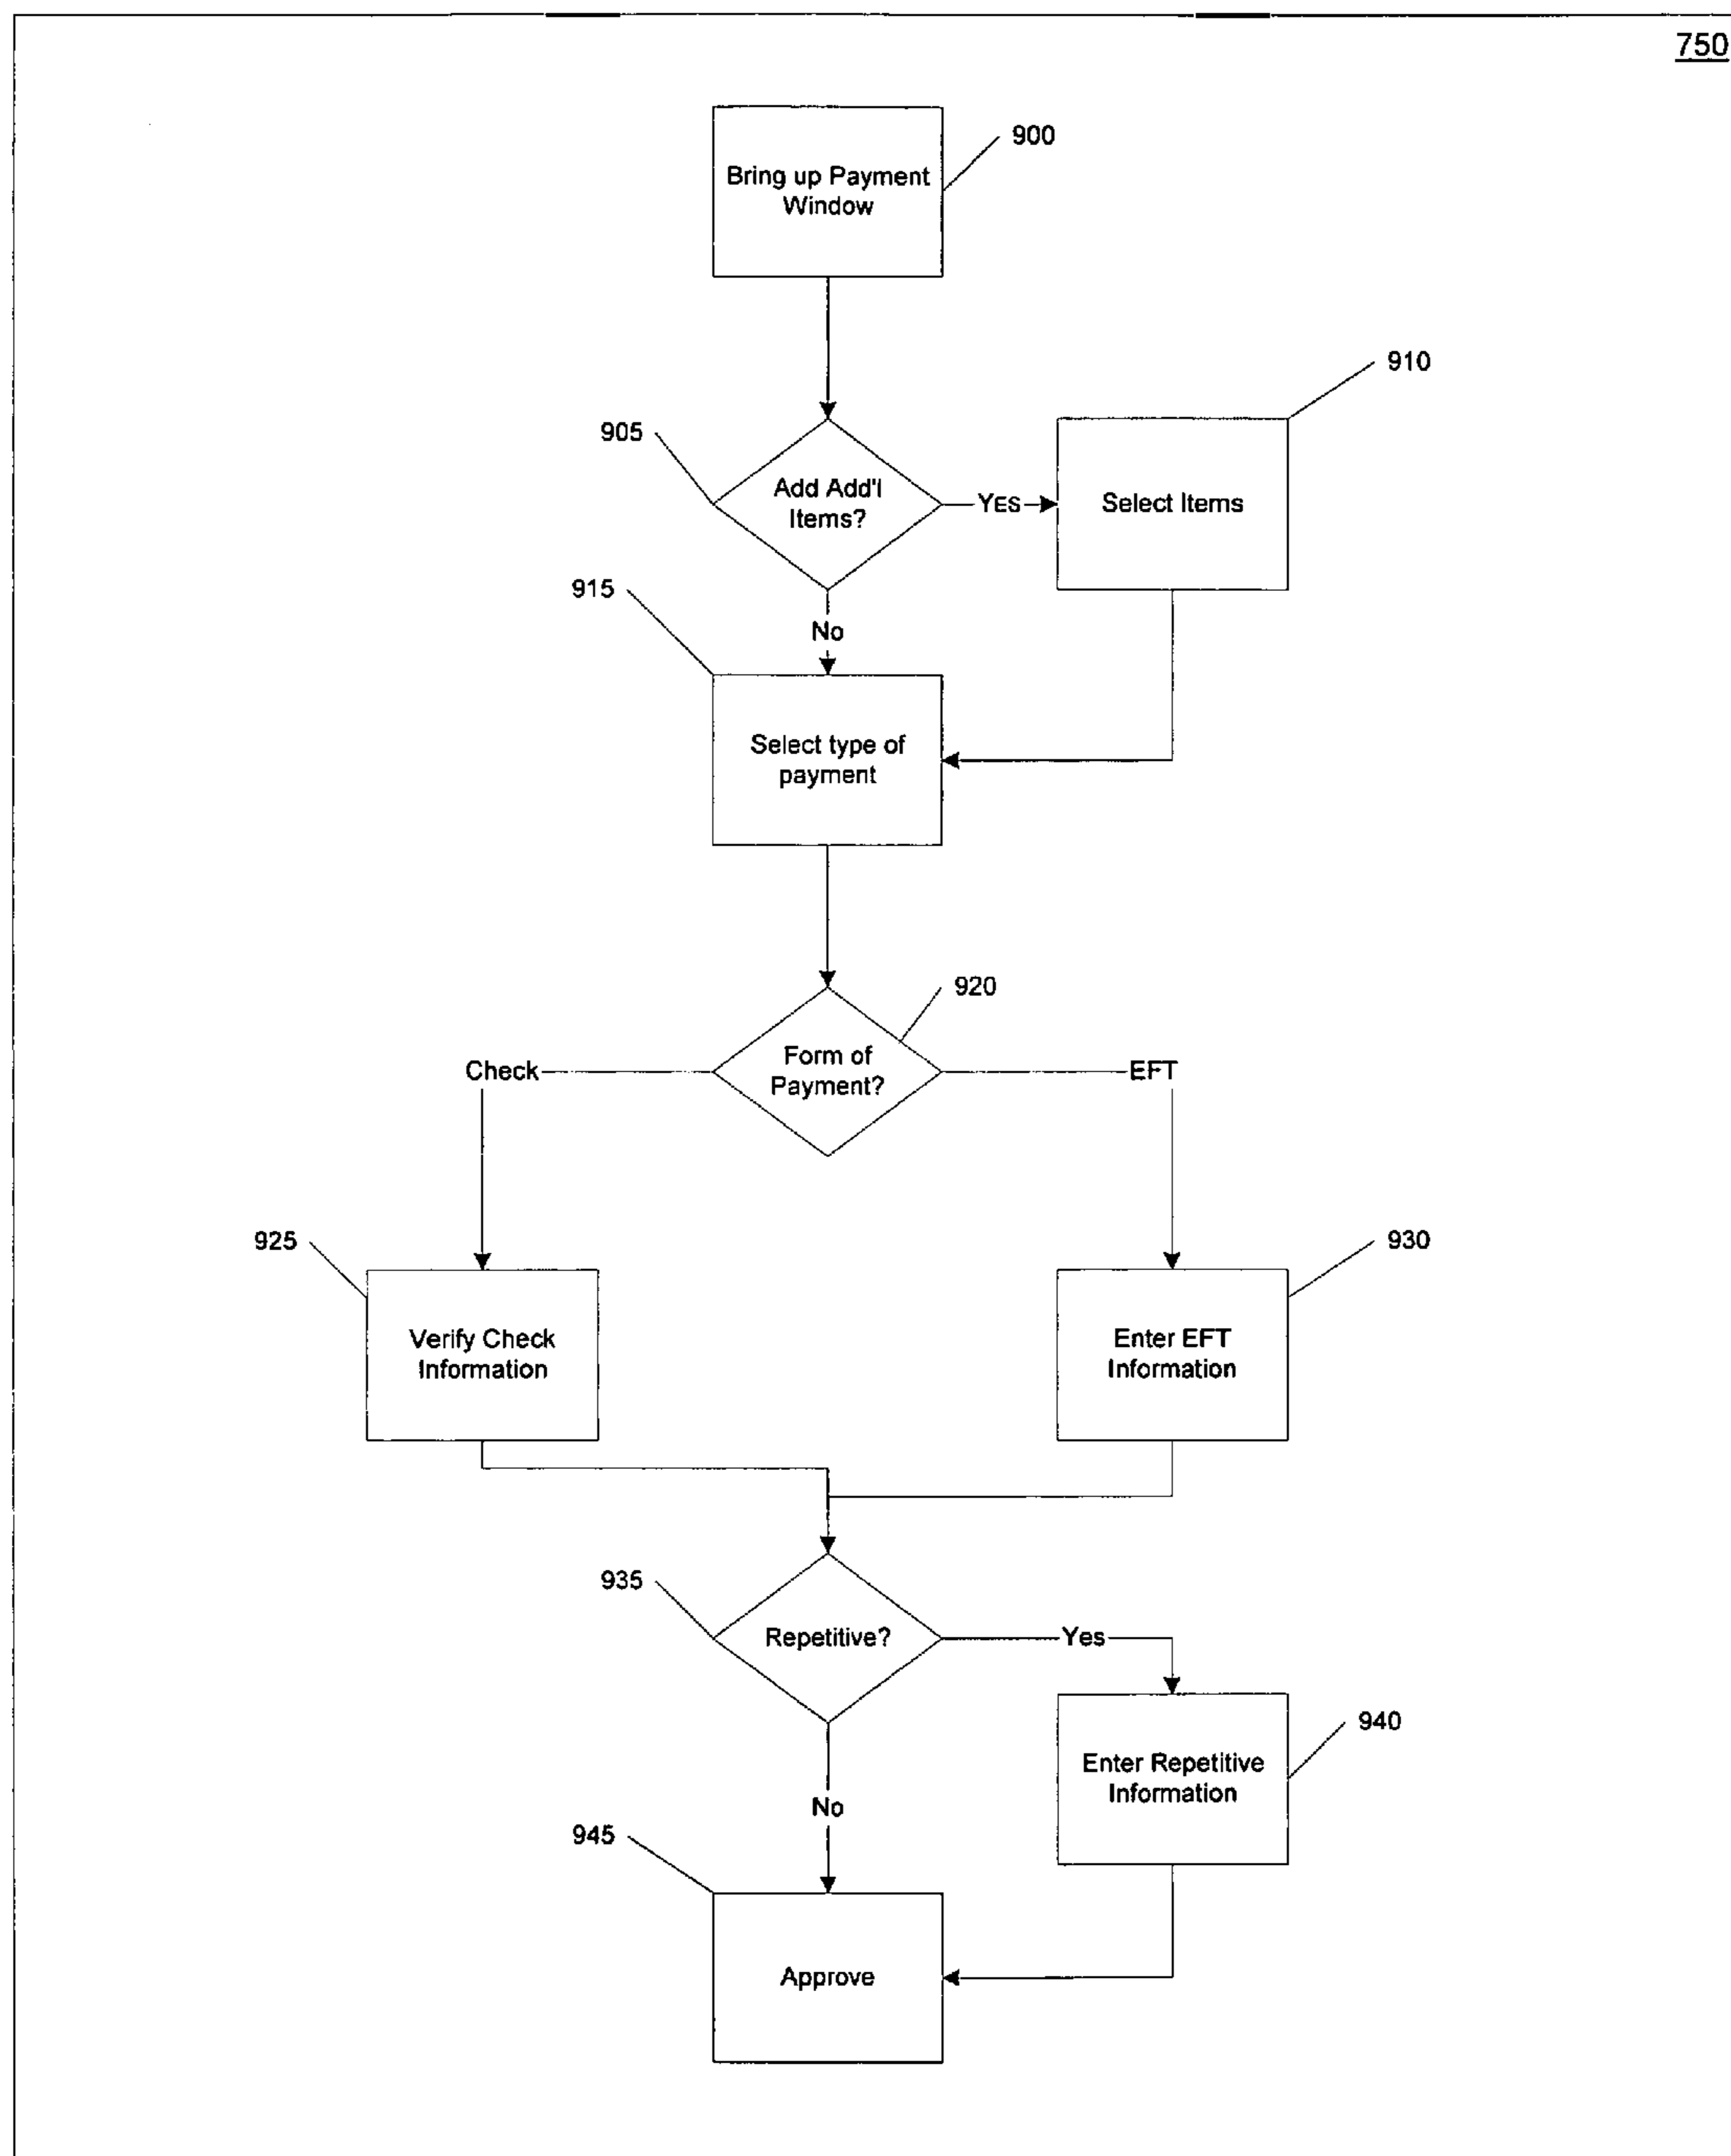 750
900
Bring up Payment
Window
910
905
Add Add'l
Items?
YES
Select Items
915
No
Select type of
payment
920
Form of
Payment?
Check
EFT
925
930
Verify Check
Information
Enter EFT
Information
935
Repetitive?
Yes
940
Enter Repetitive
Information
No
945
Approve